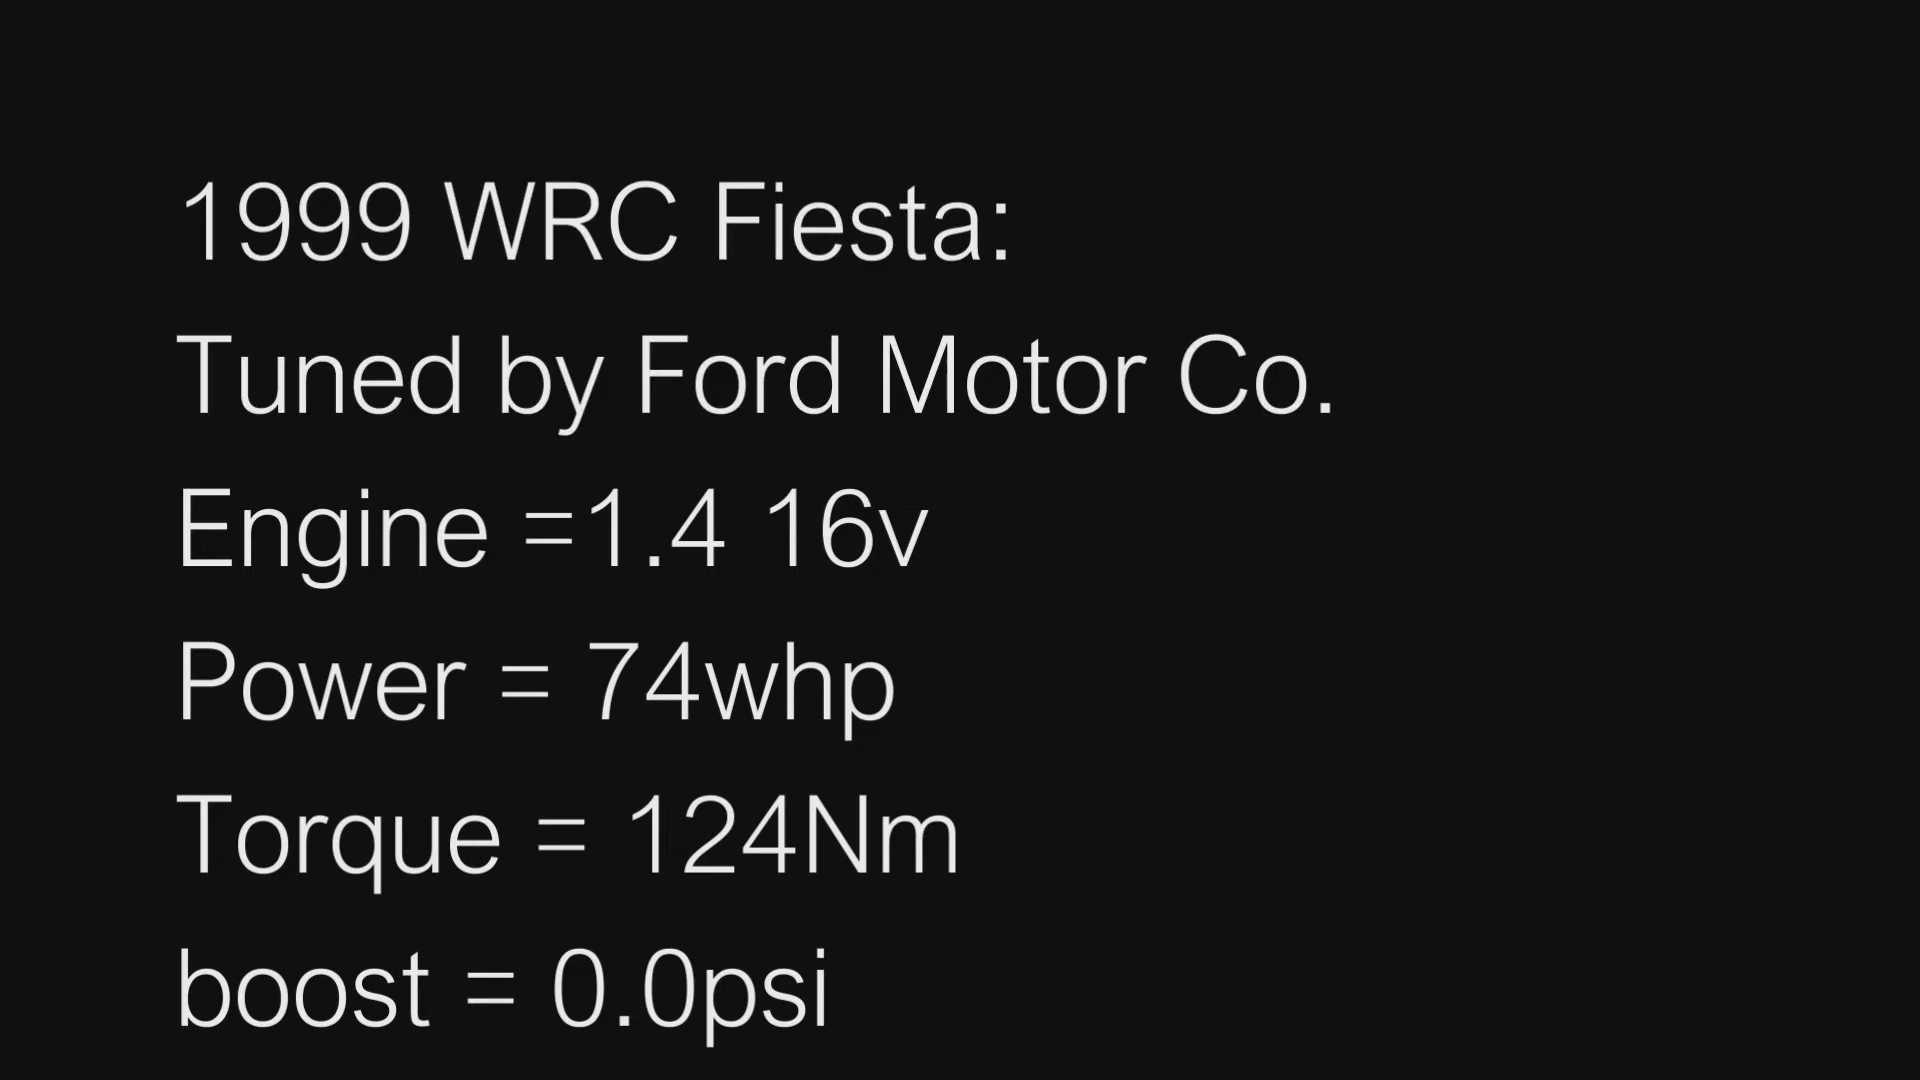 1999 WRC Fiesta:
Tuned by Ford Motor Co.
Engine =1.4 16v
Power = 74whp
Torque = 124Nm
boost = 0.0psi